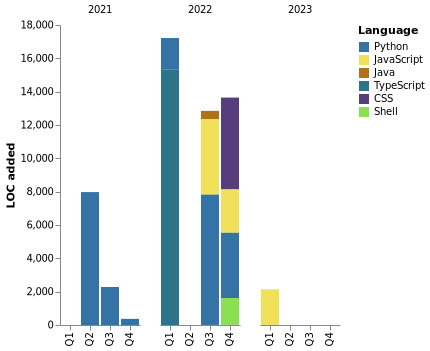 2021 2022 2023
Language
Python
JavaScript
Java
TypeScript
CSS
Shell
LOC added
18,000
16,000
14,000
12,000
10,000
8,000
6,000
4,000
2,000
0
Q1 Q2 Q3 Q4 Q1 Q2 Q3 Q4 Q1 Q2 Q3 Q4